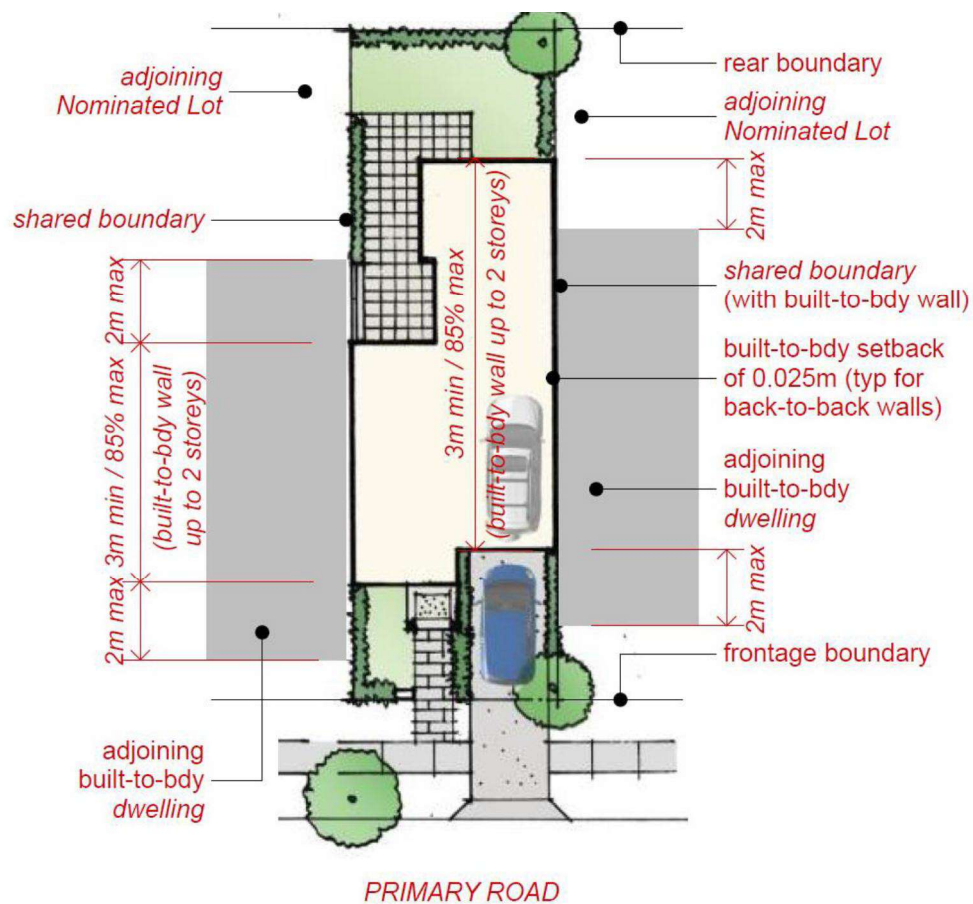 rear boundary
adjoining
Nominated Lot
adjoining
Nominated Lot
2m max
shared boundary
shared boundary
(with built-to-bdy wall)
2m max
3m min / 85% max
(built-to-bdy wall
up to 2 storeys)
3m min / 85% max
(built-to-bdy wall up to 2 storeys)
built-to-bdy setback
of 0.025m (typ for
back-to-back walls)
adjoining
built-to-bdy
dwelling
2m max
2m max
frontage boundary
adjoining
built-to-bdy
dwelling
PRIMARY ROAD